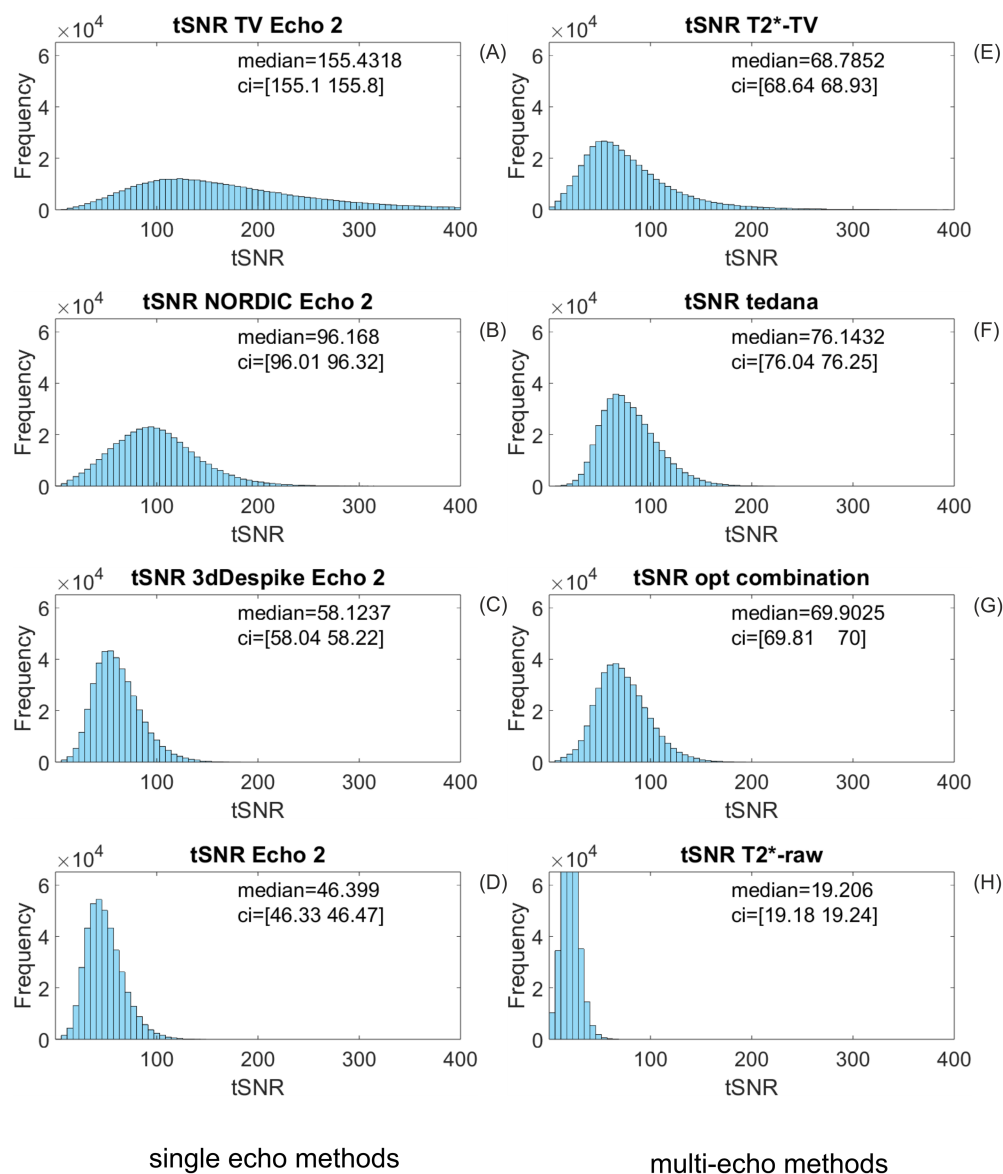 tSNR TV Echo 2
×10⁴
median=155.4318
ci=[155.1 155.8]
(A)
Frequency
6
4
2
0
100 200 300 400
tSNR
tSNR T2*-TV
×10⁴
median=68.7852
ci=[68.64 68.93]
(E)
Frequency
6
4
2
0
100 200 300 400
tSNR
tSNR NORDIC Echo 2
×10⁴
median=96.168
ci=[96.01 96.32]
(B)
Frequency
6
4
2
0
100 200 300 400
tSNR
tSNR tedana
×10⁴
median=76.1432
ci=[76.04 76.25]
(F)
Frequency
6
4
2
0
100 200 300 400
tSNR
tSNR 3dDespike Echo 2
×10⁴
median=58.1237
ci=[58.04 58.22]
(C)
Frequency
6
4
2
0
100 200 300 400
tSNR
tSNR opt combination
×10⁴
median=69.9025
ci=[69.81 70]
(G)
Frequency
6
4
2
0
100 200 300 400
tSNR
tSNR Echo 2
×10⁴
median=46.399
ci=[46.33 46.47]
(D)
Frequency
6
4
2
0
100 200 300 400
tSNR
tSNR T2*-raw
×10⁴
median=19.206
ci=[19.18 19.24]
(H)
Frequency
6
4
2
0
100 200 300 400
tSNR
single echo methods
multi-echo methods